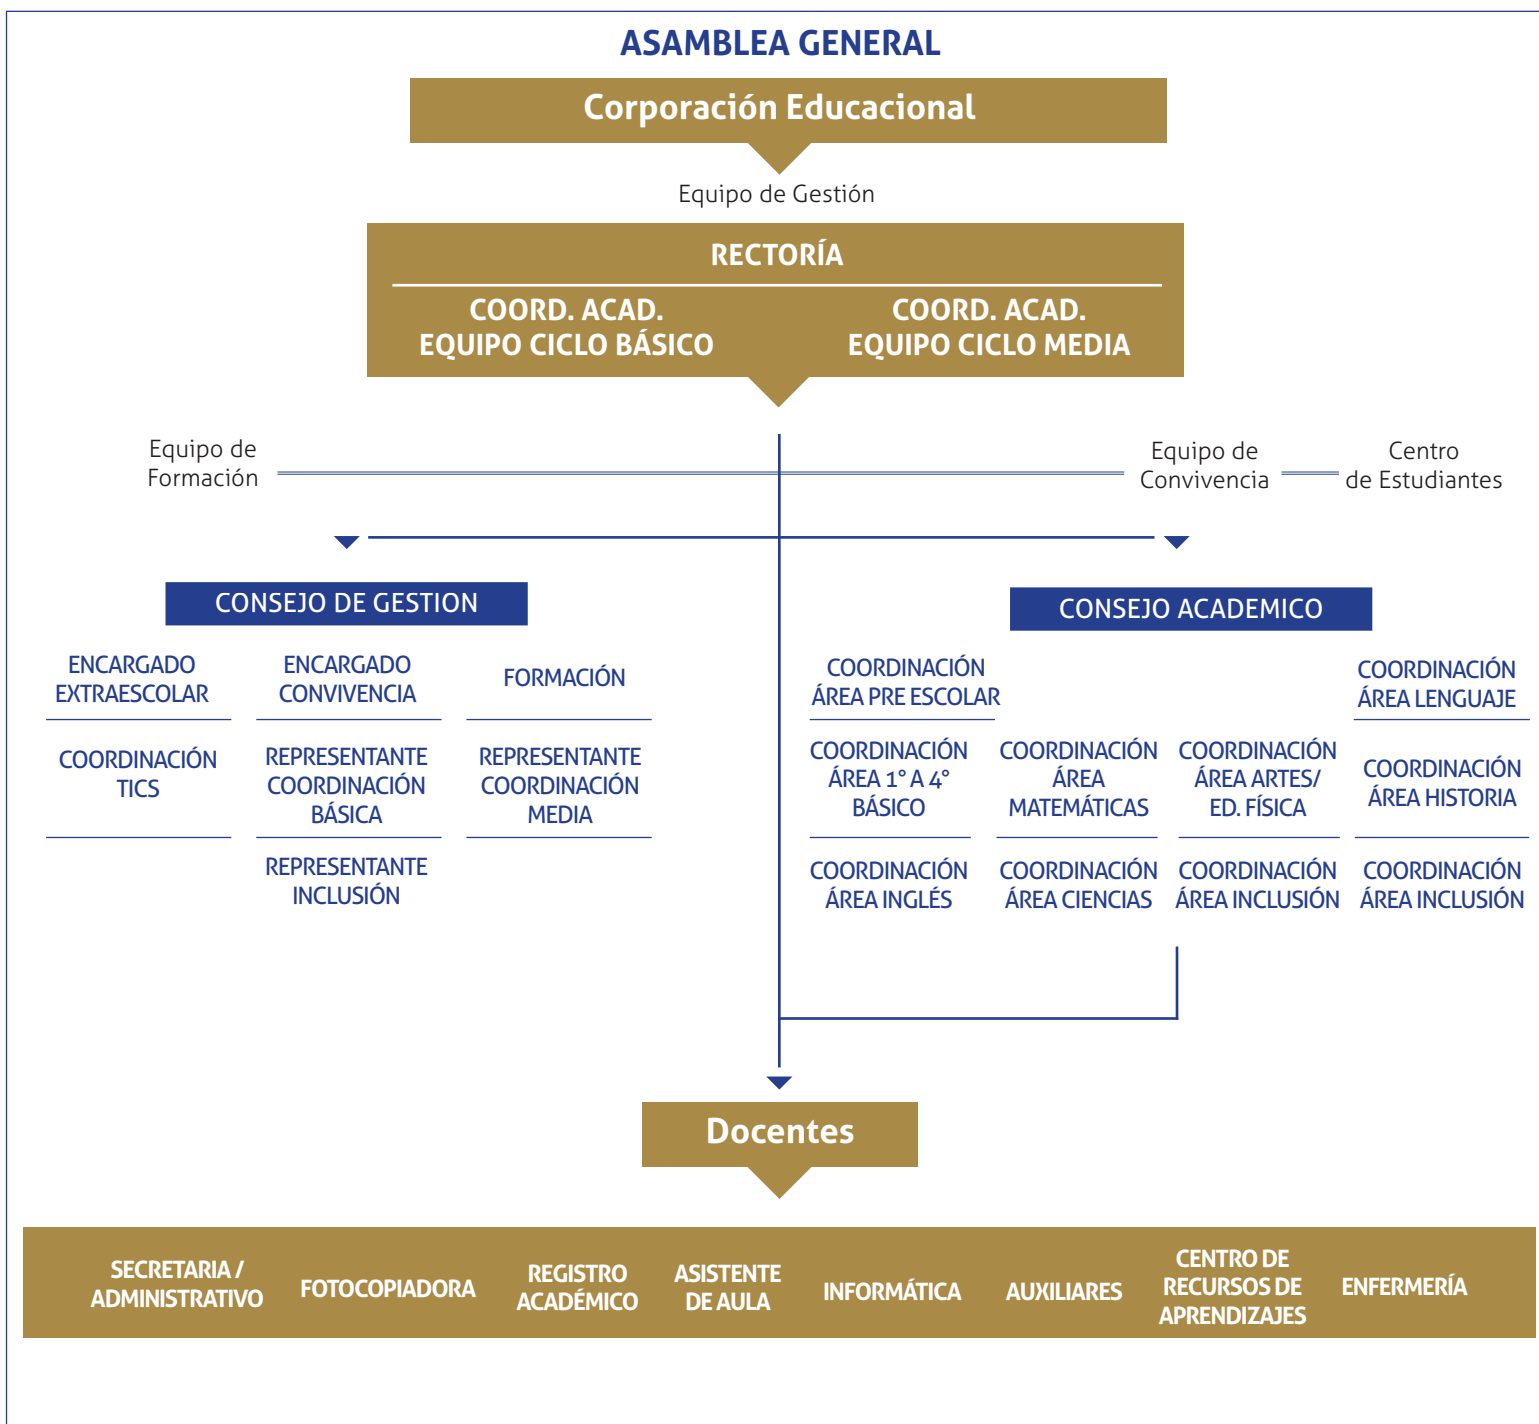 ASAMBLEA GENERAL
Corporación Educacional
Equipo de Gestión
RECTORÍA
COORD. ACAD.
EQUIPO CICLO BÁSICO
COORD. ACAD.
EQUIPO CICLO MEDIA
Equipo de
Formación
Equipo de
Convivencia
Centro
de Estudiantes
CONSEJO DE GESTION
ENCARGADO
EXTRAESCOLAR
ENCARGADO
CONVIVENCIA
FORMACIÓN
COORDINACIÓN
TICS
REPRESENTANTE
COORDINACIÓN
BÁSICA
REPRESENTANTE
COORDINACIÓN
MEDIA
REPRESENTANTE
INCLUSIÓN
CONSEJO ACADEMICO
COORDINACIÓN
ÁREA PRE ESCOLAR
COORDINACIÓN
ÁREA LENGUAJE
COORDINACIÓN
ÁREA 1° A 4°
BÁSICO
COORDINACIÓN
ÁREA
MATEMÁTICAS
COORDINACIÓN
ÁREA ARTES/
ED. FÍSICA
COORDINACIÓN
ÁREA HISTORIA
COORDINACIÓN
ÁREA INGLÉS
COORDINACIÓN
ÁREA CIENCIAS
COORDINACIÓN
ÁREA INCLUSIÓN
COORDINACIÓN
ÁREA INCLUSIÓN
Docentes
SECRETARIA /
ADMINISTRATIVO
FOTOCOPIADORA
REGISTRO
ACADÉMICO
ASISTENTE
DE AULA
INFORMÁTICA
AUXILIARES
CENTRO DE
RECURSOS DE
APRENDIZAJES
ENFERMERÍA